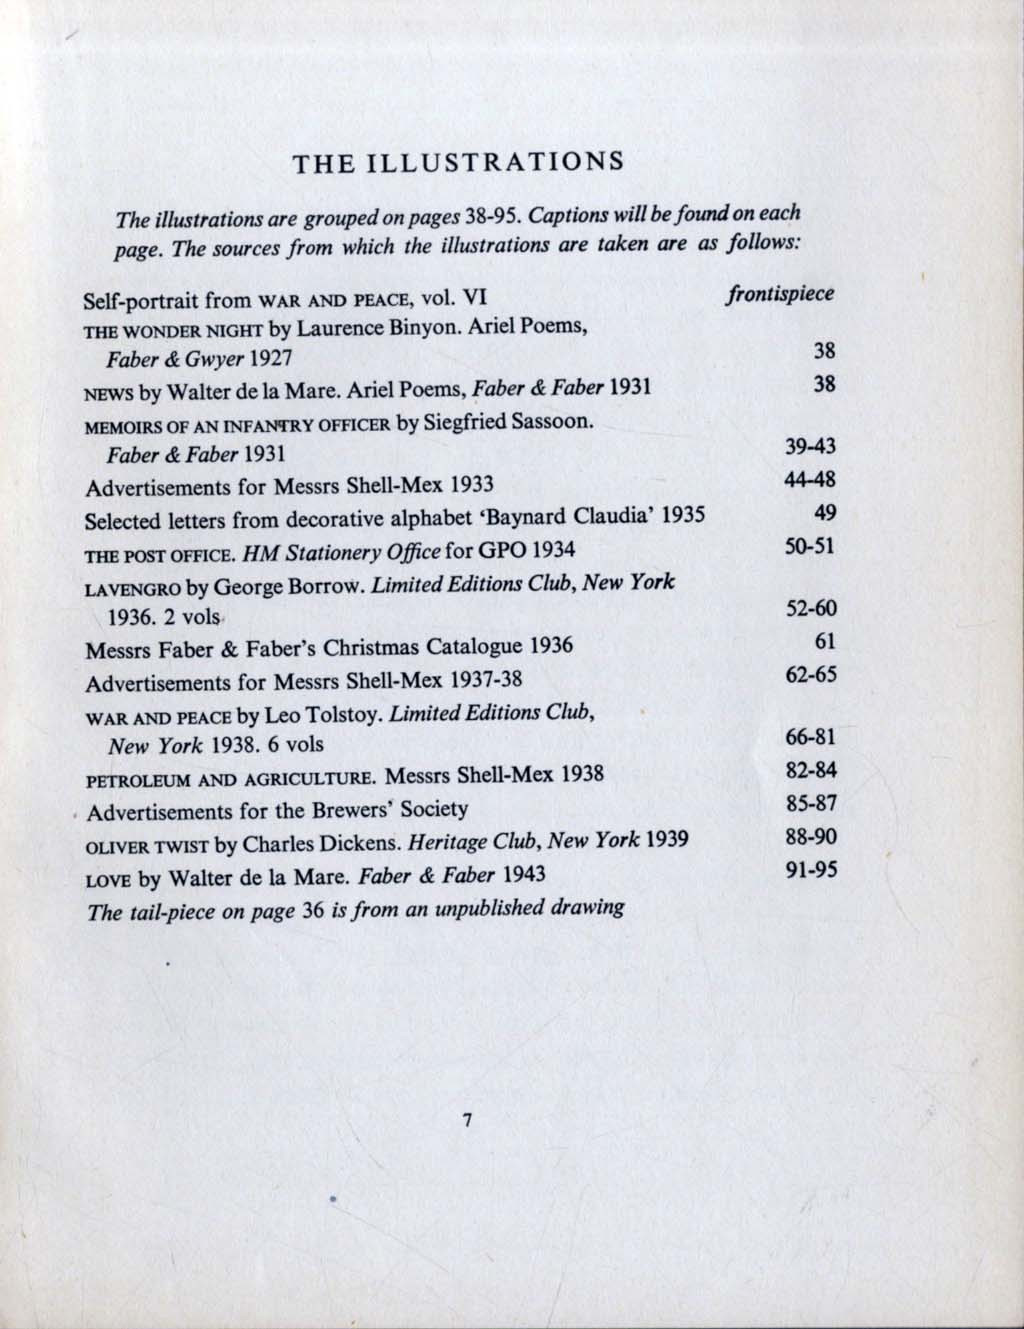 THE ILLUSTRATIONS
The illustrations are grouped on pages 38-95. Captions will be found on each
page. The sources from which the illustrations are taken are as follows:
Self-portrait from WAR AND PEACE, vol. VI frontispiece
THE WONDER NIGHT by Laurence Binyon. Ariel Poems,
Faber & Gwyer 1927 38
NEWS by Walter de la Mare. Ariel Poems, Faber & Faber 1931 38
MEMOIRS OF AN INFANTRY OFFICER by Siegfried Sassoon.
Faber & Faber 1931 39-43
Advertisements for Messrs Shell-Mex 1933 44-48
Selected letters from decorative alphabet ‘Baynard Claudia’ 1935 49
THE POST OFFICE. HM Stationery Office for GPO 1934 50-51
LAVENGRO by George Borrow. Limited Editions Club, New York
1936. 2 vols. 52-60
Messrs Faber & Faber's Christmas Catalogue 1936 61
Advertisements for Messrs Shell-Mex 1937-38 62-65
WAR AND PEACE by Leo Tolstoy. Limited Editions Club,
New York 1938. 6 vols 66-81
PETROLEUM AND AGRICULTURE. Messrs Shell-Mex 1938 82-84
Advertisements for the Brewers' Society 85-87
OLIVER TWIST by Charles Dickens. Heritage Club, New York 1939 88-90
LOVE by Walter de la Mare. Faber & Faber 1943 91-95
The tail-piece on page 36 is from an unpublished drawing
7